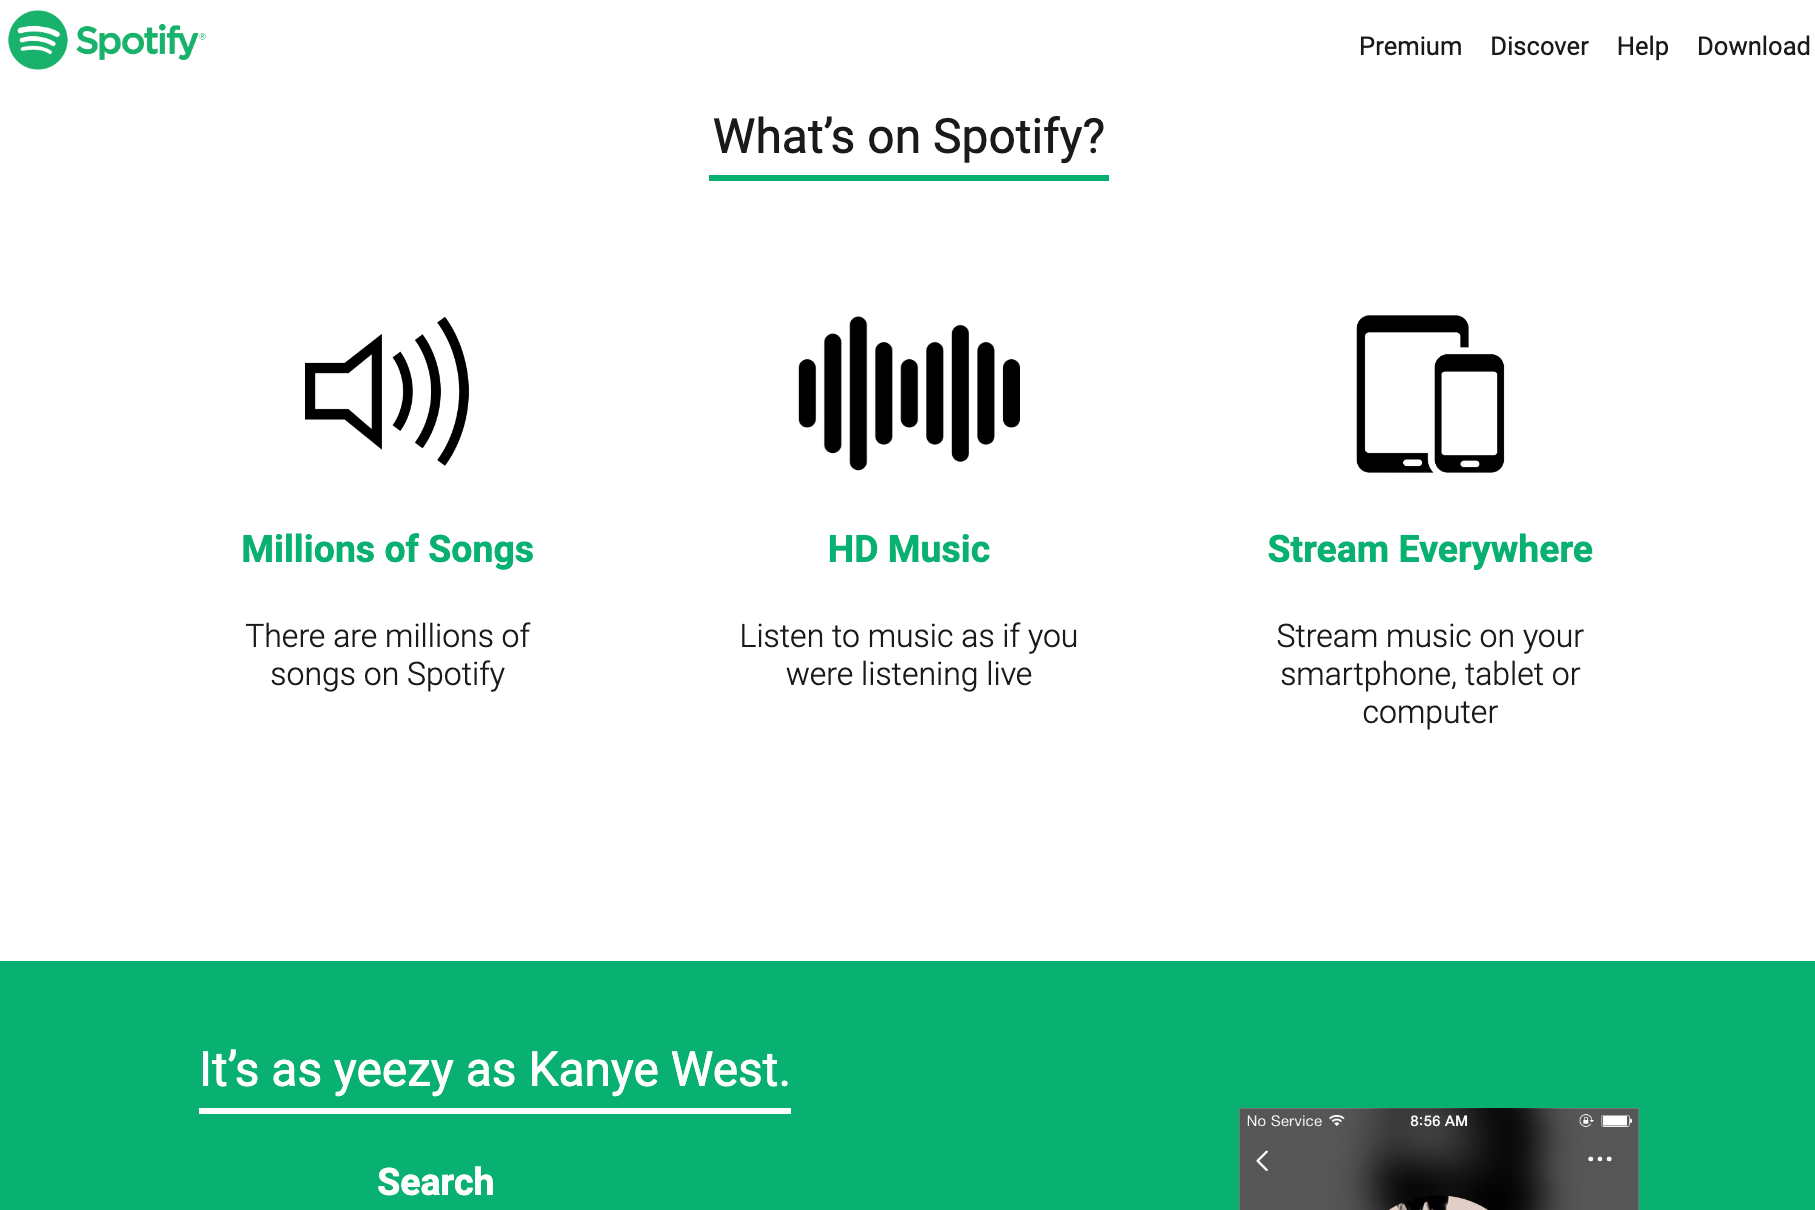 Spotify®
Premium Discover Help Download
What’s on Spotify?
Millions of Songs
There are millions of
songs on Spotify
HD Music
Listen to music as if you
were listening live
Stream Everywhere
Stream music on your
smartphone, tablet or
computer
It’s as yeezy as Kanye West.
Search
No Service 8:56 AM